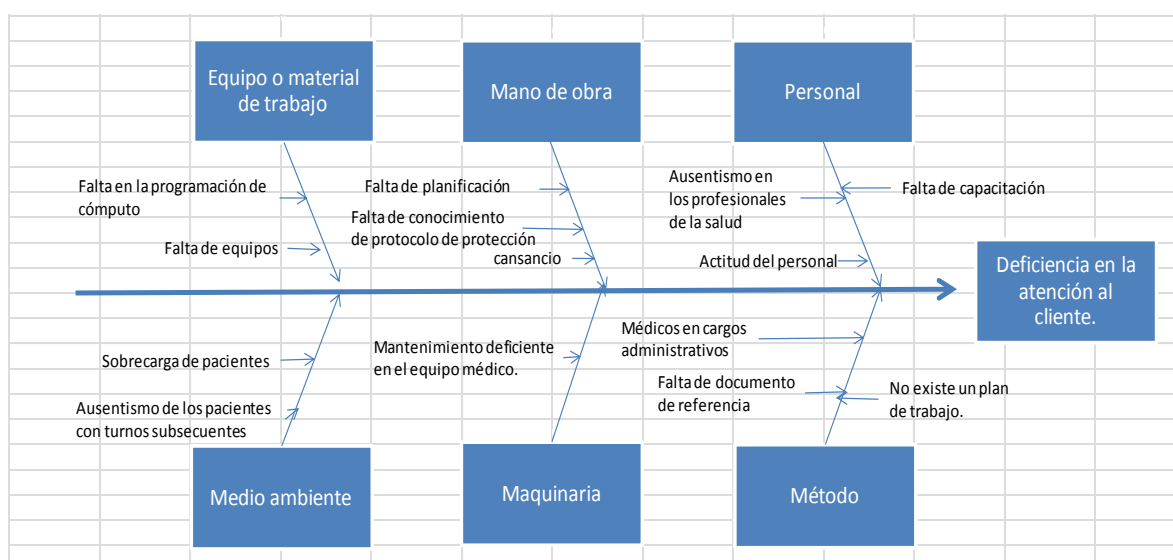 Equipo o material
de trabajo
Mano de obra
Personal
Falta en la programación de
cómputo
Falta de equipos
Falta de planificación
Falta de conocimiento
de protocolo de protección
cansancio
Ausentismo en
los profesionales
de la salud
Falta de capacitación
Actitud del personal
Deficiencia en la
atención al
cliente.
Sobrecarga de pacientes
Ausentismo de los pacientes
con turnos subsecuentes
Mantenimiento deficiente
en el equipo médico.
Médicos en cargos
administrativos
Falta de documento
de referencia
No existe un plan
de trabajo.
Medio ambiente
Maquinaria
Método